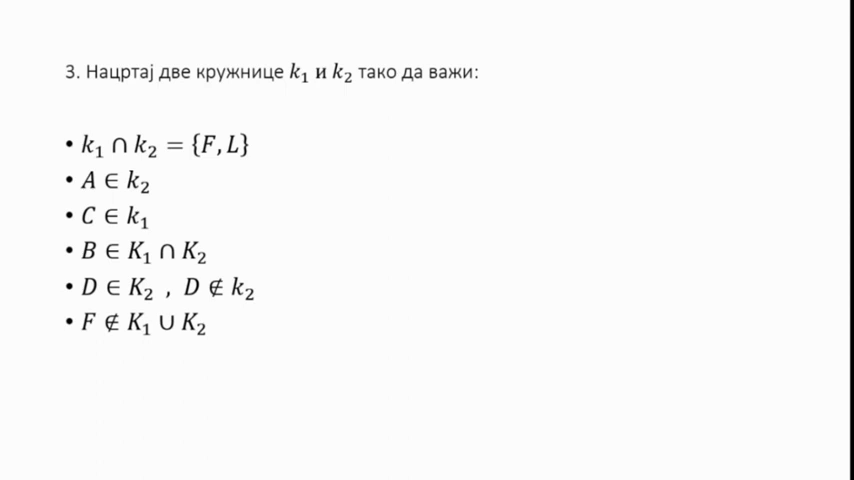 3. Нацртај две кружнице k₁ и k₂ тако да важи:
• k₁ ∩ k₂ = {F, L}
• A ∈ k₂
• C ∈ k₁
• B ∈ K₁ ∩ K₂
• D ∈ K₂ , D ∉ k₂
• F ∉ K₁ ∪ K₂